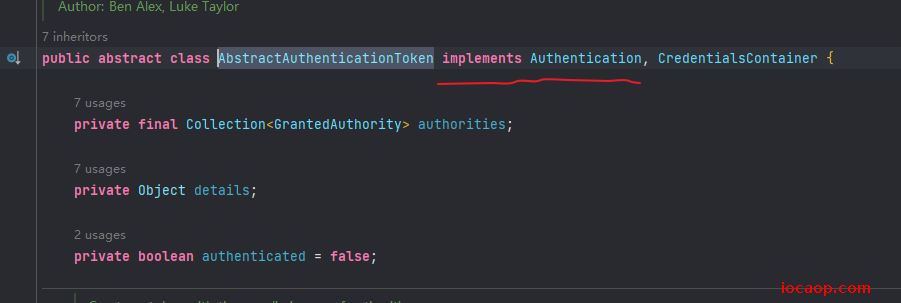 Author: Ben Alex, Luke Taylor
7 inheritors
public abstract class AbstractAuthenticationToken implements Authentication, CredentialsContainer {
7 usages
private final Collection<GrantedAuthority> authorities;
7 usages
private Object details;
2 usages
private boolean authenticated = false;
iocaop.com